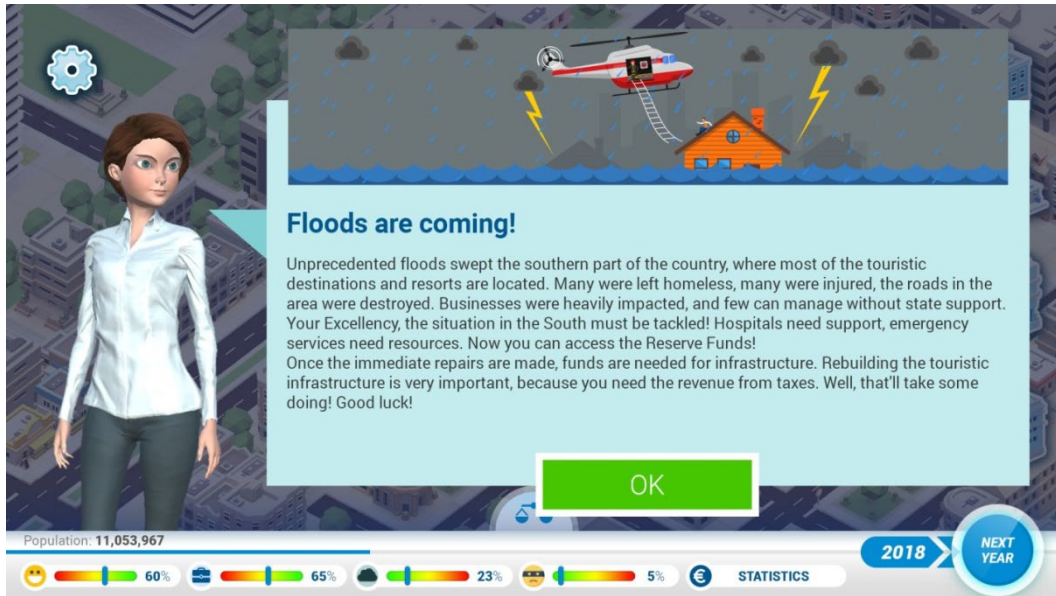 Floods are coming!
Unprecedented floods swept the southern part of the country, where most of the touristic
destinations and resorts are located. Many were left homeless, many were injured, the roads in the
area were destroyed. Businesses were heavily impacted, and few can manage without state support.
Your Excellency, the situation in the South must be tackled! Hospitals need support, emergency
services need resources. Now you can access the Reserve Funds!
Once the immediate repairs are made, funds are needed for infrastructure. Rebuilding the touristic
infrastructure is very important, because you need the revenue from taxes. Well, that'll take some
doing! Good luck!
OK
Population: 11,053,967
2018
NEXT
YEAR
60%
65%
23%
5%
€
STATISTICS